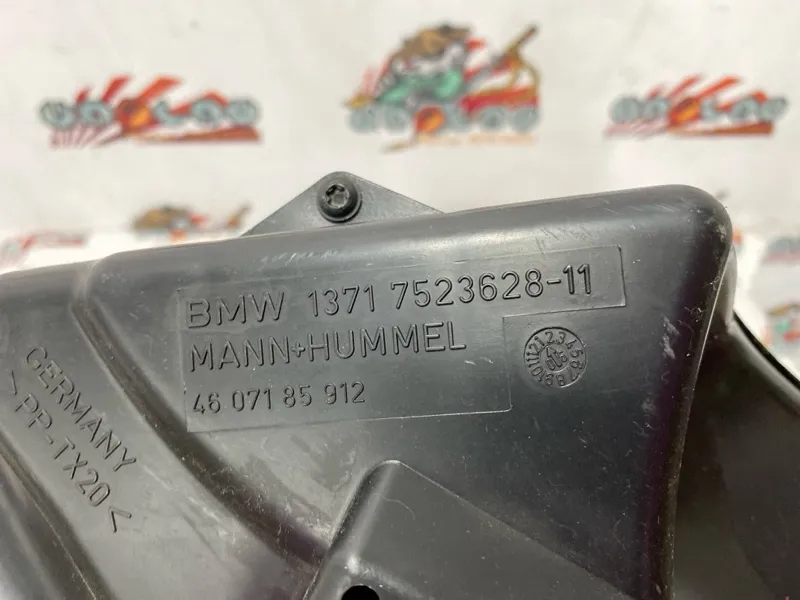 BMW 1371 7523628-11
MANN+HUMMEL
46 071 85 912
GERMANY
>PP-TX20<